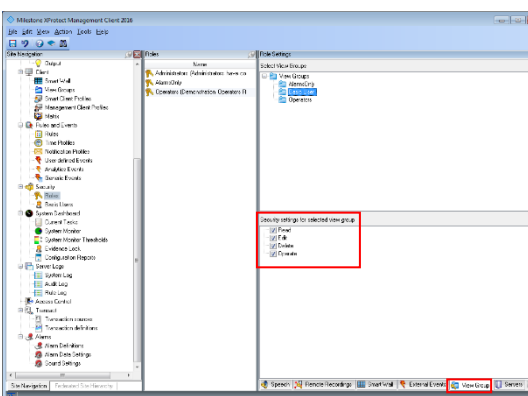 Milestone XProtect Management Client 2016
File Edit View Action Tools Help
Site Navigation
Output
Client
Smart Wall
View Groups
Smart Client Profiles
Management Client Profiles
Matrix
Rules and Events
Rules
Time Profiles
Notification Profiles
User-defined Events
Analytics Events
Generic Events
Security
Roles
Basic Users
System Dashboard
Current Tasks
System Monitor
System Monitor Thresholds
Evidence Lock
Configuration Reports
Server Logs
System Log
Audit Log
Rule Log
Access Control
Transact
Transaction sources
Transaction definitions
Alarms
Alarm Definitions
Alarm Data Settings
Sound Settings
Site Navigation Federated Site Hierarchy
Roles
Name
Administrators (Administrators have co
AlarmsOnly
Operators (Demonstration Operators R
Role Settings
Select View Groups
View Groups
AlarmsOnly
Basic User
Operators
Security settings for selected view group
Read
Edit
Delete
Operate
Speech Remote Recordings Smart Wall External Events View Group Servers